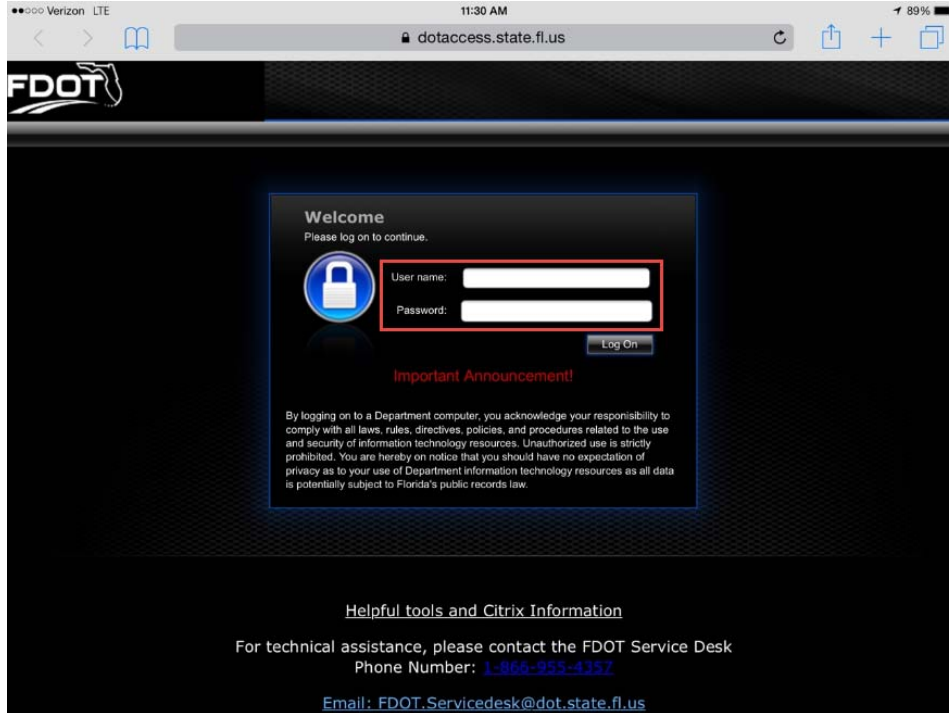 Verizon LTE 11:30 AM 89%
dotaccess.state.fl.us
FDOT
Welcome
Please log on to continue.
User name:
Password:
Log On
Important Announcement!
By logging on to a Department computer, you acknowledge your responisibility to
comply with all laws, rules, directives, policies, and procedures related to the use
and security of information technology resources. Unauthorized use is strictly
prohibited. You are hereby on notice that you should have no expectation of
privacy as to your use of Department information technology resources as all data
is potentially subject to Florida's public records law.
Helpful tools and Citrix Information
For technical assistance, please contact the FDOT Service Desk
Phone Number: 1-866-955-4357
Email: FDOT.Servicedesk@dot.state.fl.us